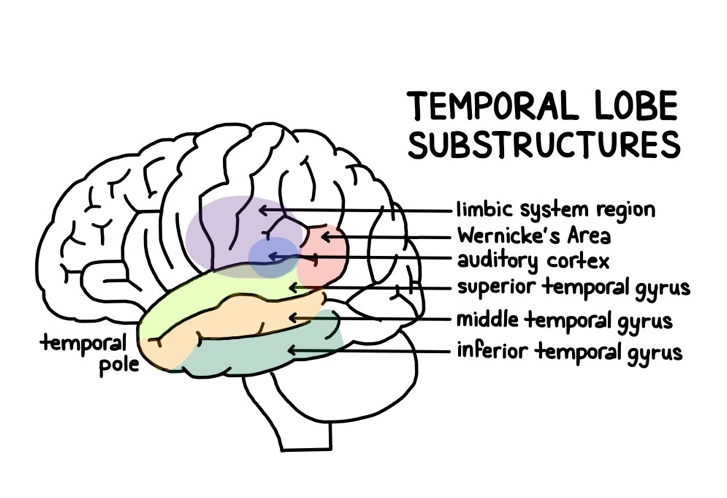 TEMPORAL LOBE
SUBSTRUCTURES
limbic system region
Wernicke's Area
auditory cortex
superior temporal gyrus
middle temporal gyrus
inferior temporal gyrus
temporal
pole